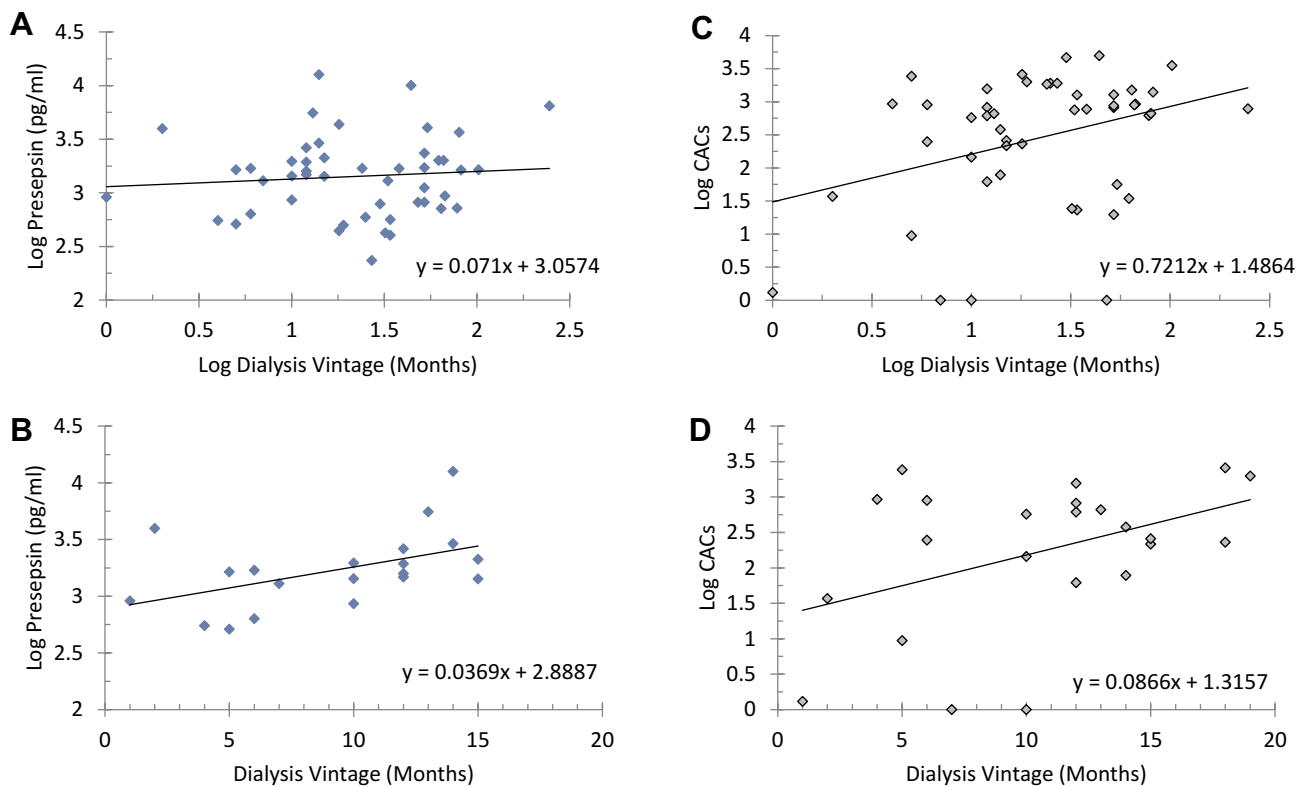 A
Log Presepsin (pg/ml)
4.5
4
3.5
3
2.5
2
y = 0.071x + 3.0574
0 0.5 1 1.5 2 2.5
Log Dialysis Vintage (Months)
C
Log CACs
4
3.5
3
2.5
2
1.5
1
0.5
0
y = 0.7212x + 1.4864
0 0.5 1 1.5 2 2.5
Log Dialysis Vintage (Months)
B
Log Presepsin (pg/ml)
4.5
4
3.5
3
2.5
2
y = 0.0369x + 2.8887
0 5 10 15 20
Dialysis Vintage (Months)
D
Log CACs
4
3.5
3
2.5
2
1.5
1
0.5
0
y = 0.0866x + 1.3157
0 5 10 15 20
Dialysis Vintage (Months)